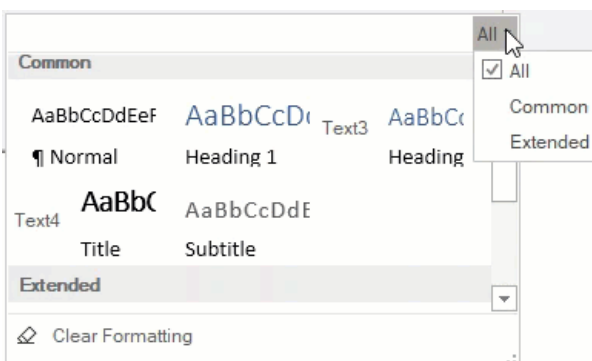 All
Common
All
AaBbCcDdEeF AaBbCcD Text3 AaBbCc
Common
¶ Normal Heading 1 Heading
Extended
AaBb(
Text4 AaBbCcDdE
Title Subtitle
Extended
Clear Formatting